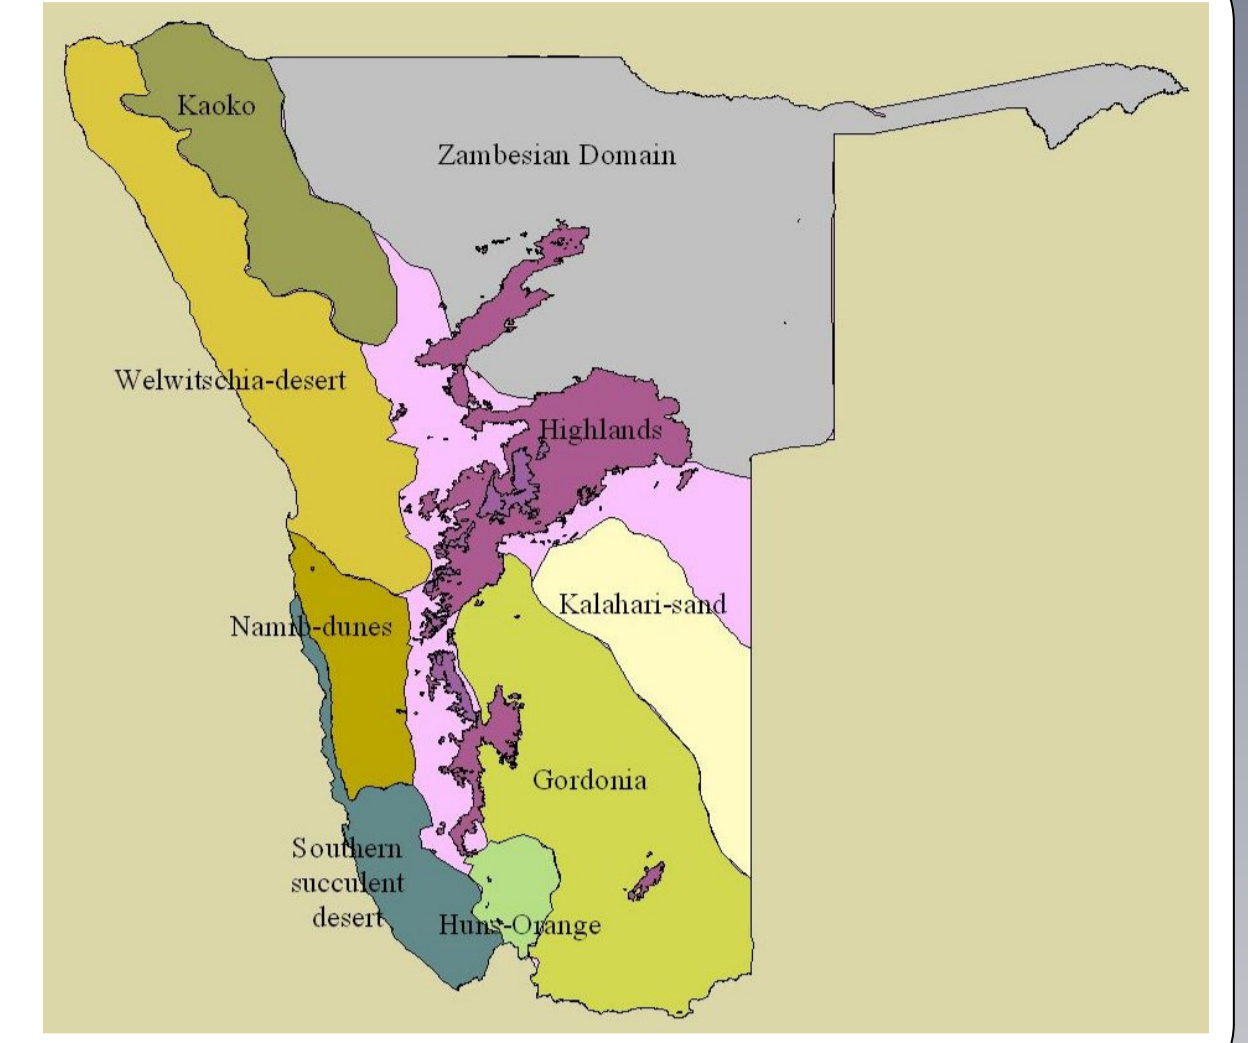 Kaoko
Zambesian Domain
Welwitschia-desert
Highlands
Kalahari-sand
Namib-dunes
Gordonia
Southern
succulent
desert
Huns-Orange